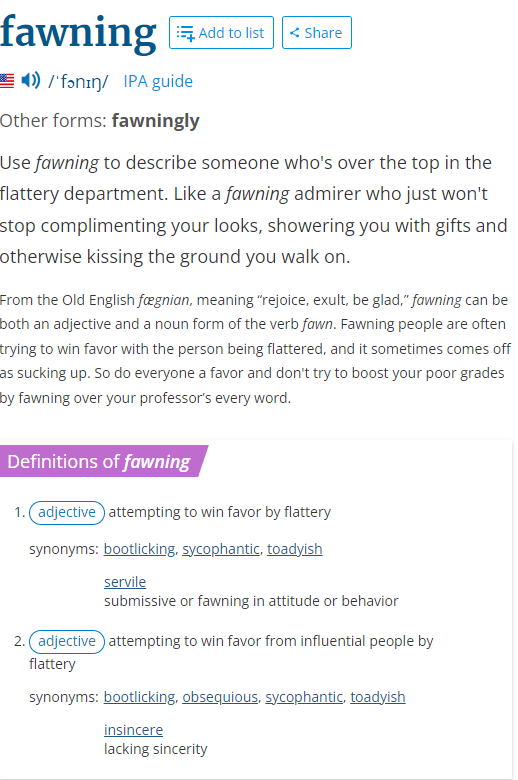 fawning Add to list Share
/ˈfɔnɪŋ/ IPA guide
Other forms: fawningly
Use fawning to describe someone who's over the top in the
flattery department. Like a fawning admirer who just won't
stop complimenting your looks, showering you with gifts and
otherwise kissing the ground you walk on.
From the Old English fægnian, meaning “rejoice, exult, be glad,” fawning can be
both an adjective and a noun form of the verb fawn. Fawning people are often
trying to win favor with the person being flattered, and it sometimes comes off
as sucking up. So do everyone a favor and don't try to boost your poor grades
by fawning over your professor’s every word.
Definitions of fawning
1. adjective attempting to win favor by flattery
synonyms: bootlicking, sycophantic, toadyish
servile
submissive or fawning in attitude or behavior
2. adjective attempting to win favor from influential people by
flattery
synonyms: bootlicking, obsequious, sycophantic, toadyish
insincere
lacking sincerity